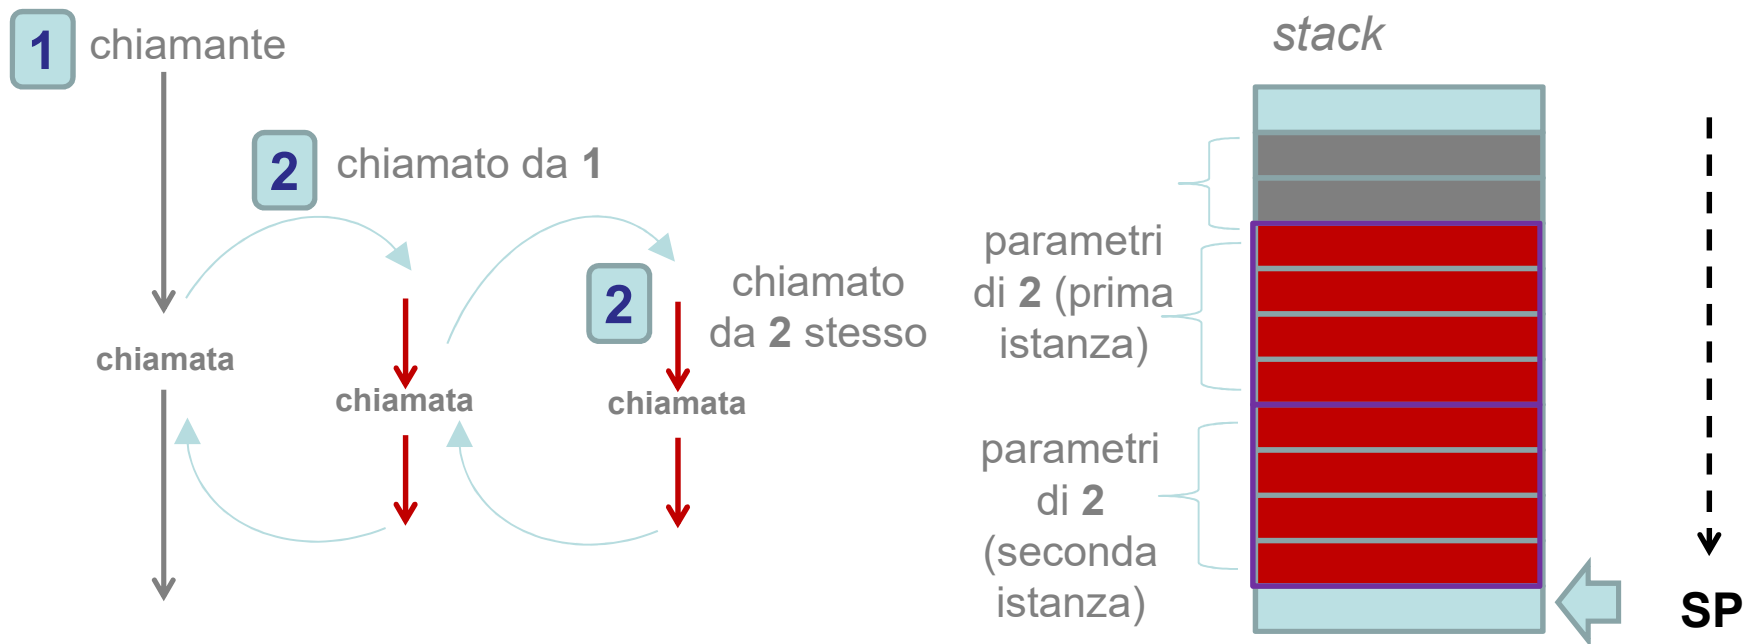 1 chiamante
2 chiamato da 1
2 chiamato
da 2 stesso
chiamata
chiamata
chiamata
stack
parametri
di 2 (prima
istanza)
parametri
di 2
(seconda
istanza)
SP